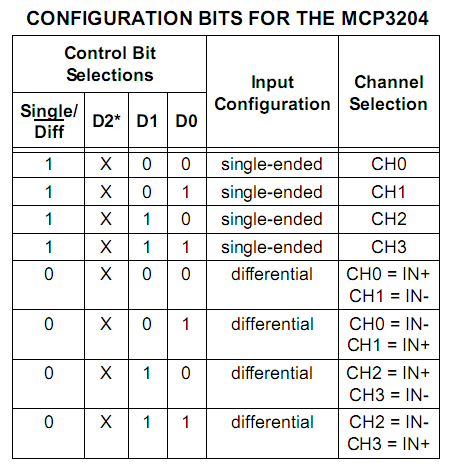 CONFIGURATION BITS FOR THE MCP3204
Control Bit
Selections
Input
Configuration
Channel
Selection
Single/
Diff
D2* D1 D0
1 X 0 0 single-ended CH0
1 X 0 1 single-ended CH1
1 X 1 0 single-ended CH2
1 X 1 1 single-ended CH3
0 X 0 0 differential CH0 = IN+
CH1 = IN-
0 X 0 1 differential CH0 = IN-
CH1 = IN+
0 X 1 0 differential CH2 = IN+
CH3 = IN-
0 X 1 1 differential CH2 = IN-
CH3 = IN+